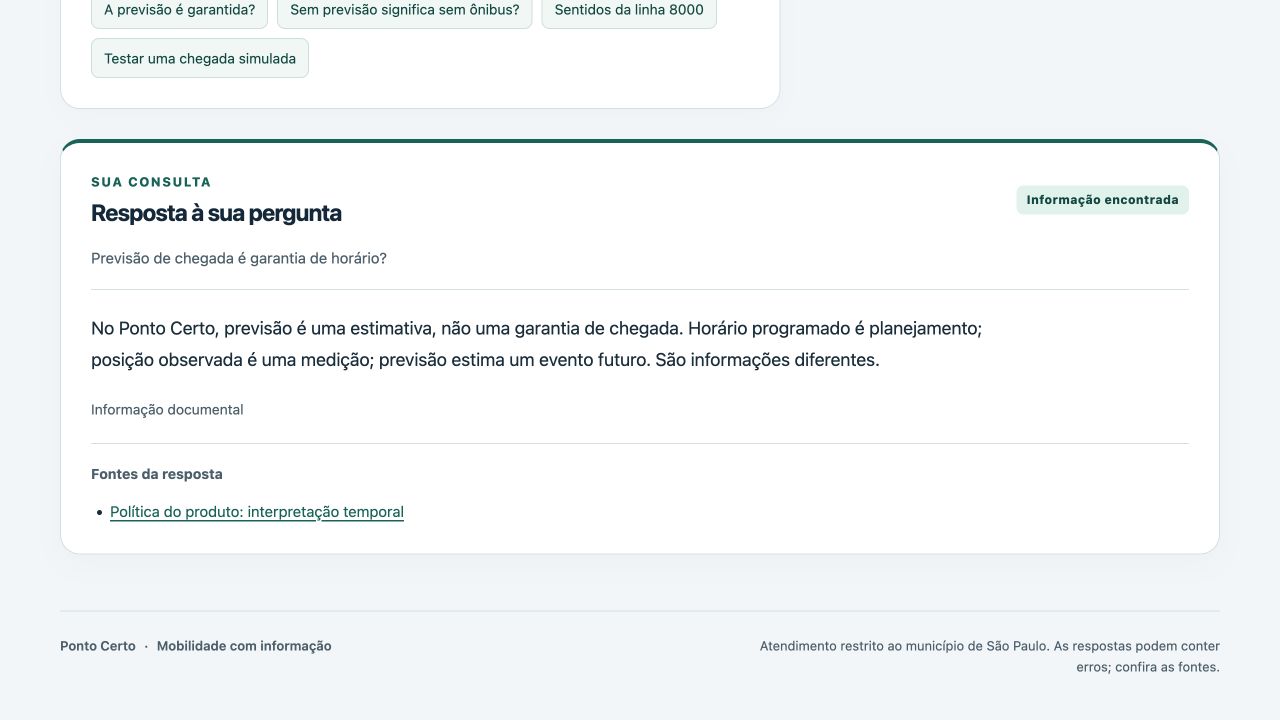 A previsão é garantida?
Sem previsão significa sem ônibus?
Sentidos da linha 8000
Testar uma chegada simulada
SUA CONSULTA
Resposta à sua pergunta
Informação encontrada
Previsão de chegada é garantia de horário?
No Ponto Certo, previsão é uma estimativa, não uma garantia de chegada. Horário programado é planejamento;
posição observada é uma medição; previsão estima um evento futuro. São informações diferentes.
Informação documental
Fontes da resposta
• Política do produto: interpretação temporal
Ponto Certo · Mobilidade com informação
Atendimento restrito ao município de São Paulo. As respostas podem conter
erros; confira as fontes.